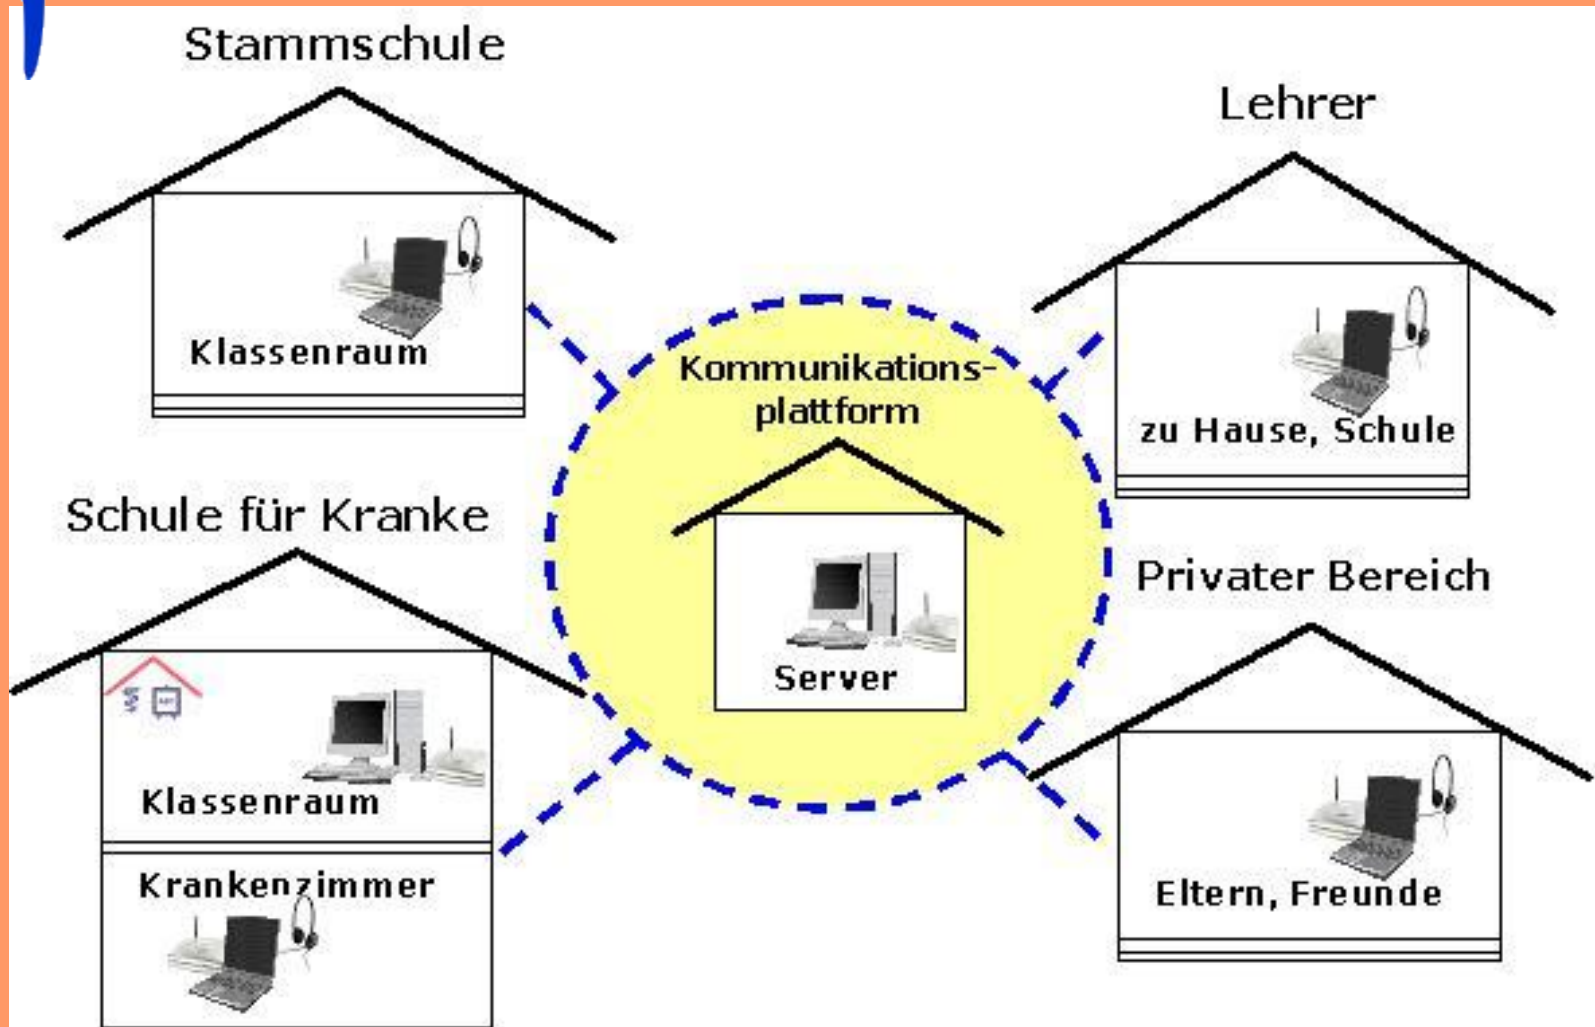 Stammschule
Klassenraum
Lehrer
zu Hause, Schule
Kommunikations-
plattform
Server
Schule für Kranke
Klassenraum
Krankenzimmer
Privater Bereich
Eltern, Freunde